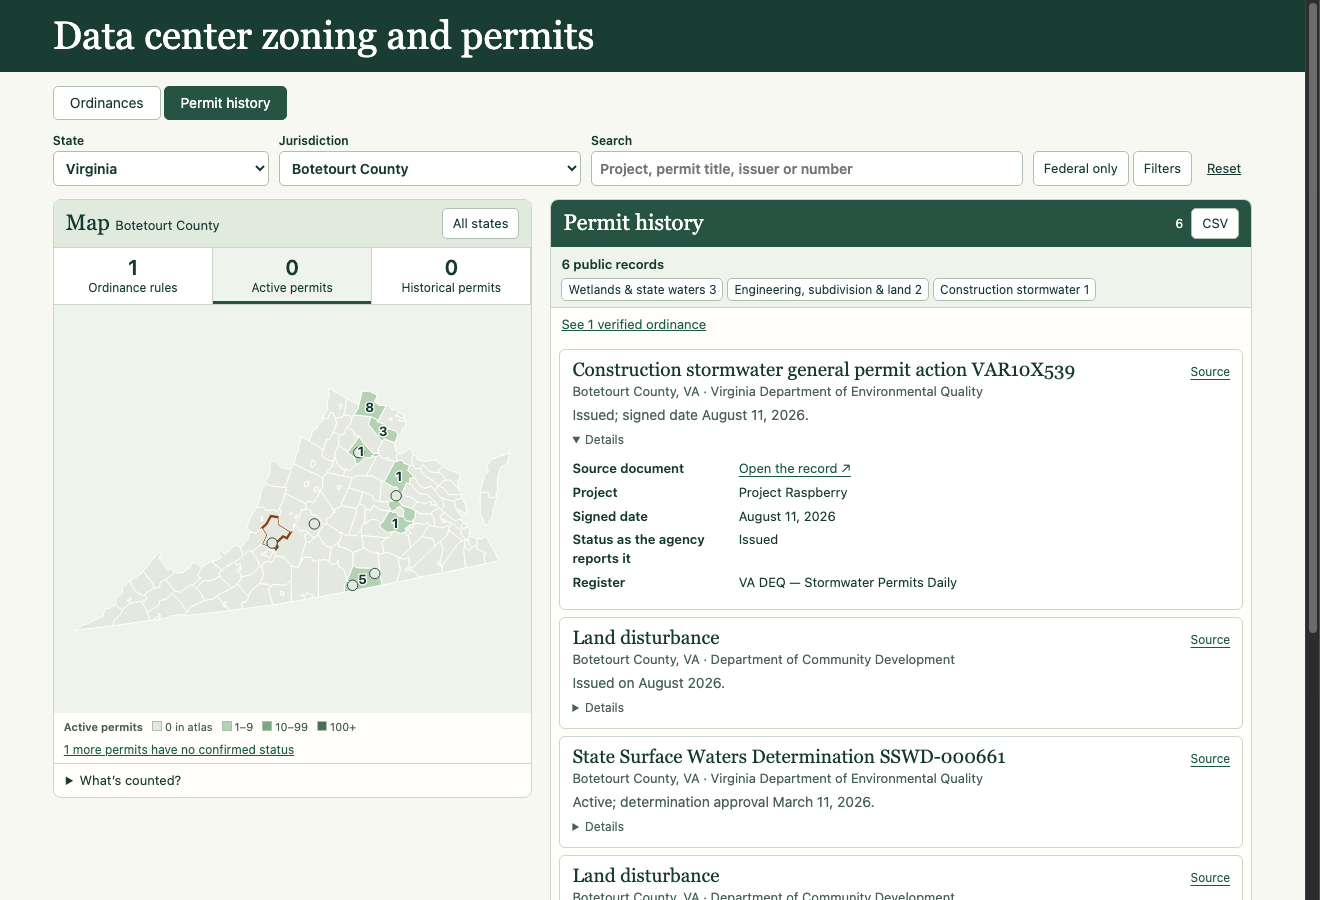 Data center zoning and permits
Ordinances
Permit history
State
Jurisdiction
Search
Virginia
Botetourt County
Project, permit title, issuer or number
Federal only
Filters
Reset
Map Botetourt County
All states
1
Ordinance rules
0
Active permits
0
Historical permits
8
3
1
1
1
5
Active permits 0 in atlas 1–9 10–99 100+
1 more permits have no confirmed status
▶ What's counted?
Permit history
6
CSV
6 public records
Wetlands & state waters 3
Engineering, subdivision & land 2
Construction stormwater 1
See 1 verified ordinance
Construction stormwater general permit action VAR10X539
Source
Botetourt County, VA · Virginia Department of Environmental Quality
Issued; signed date August 11, 2026.
▼ Details
Source document Open the record ↗
Project Project Raspberry
Signed date August 11, 2026
Status as the agency reports it Issued
Register VA DEQ — Stormwater Permits Daily
Land disturbance
Source
Botetourt County, VA · Department of Community Development
Issued on August 2026.
▶ Details
State Surface Waters Determination SSWD-000661
Source
Botetourt County, VA · Virginia Department of Environmental Quality
Active; determination approval March 11, 2026.
▶ Details
Land disturbance
Source
Botetourt County, VA · Department of Community Development